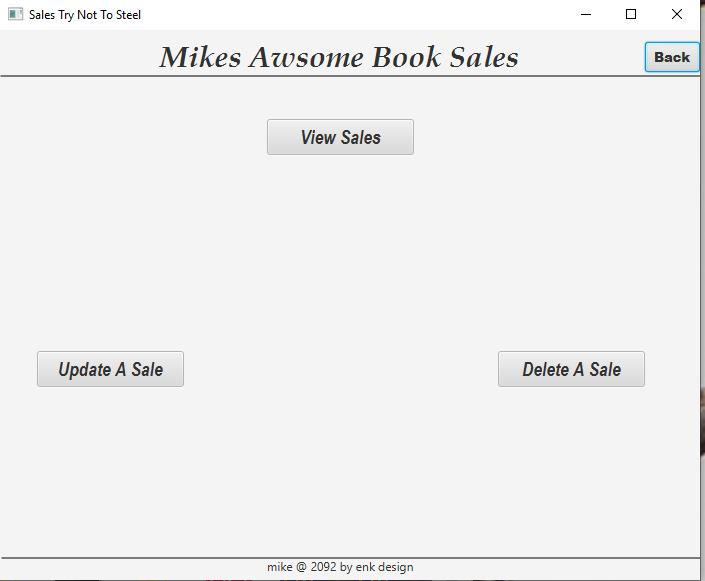 Sales Try Not To Steel
Mikes Awsome Book Sales
Back
View Sales
Update A Sale
Delete A Sale
mike @ 2092 by enk design